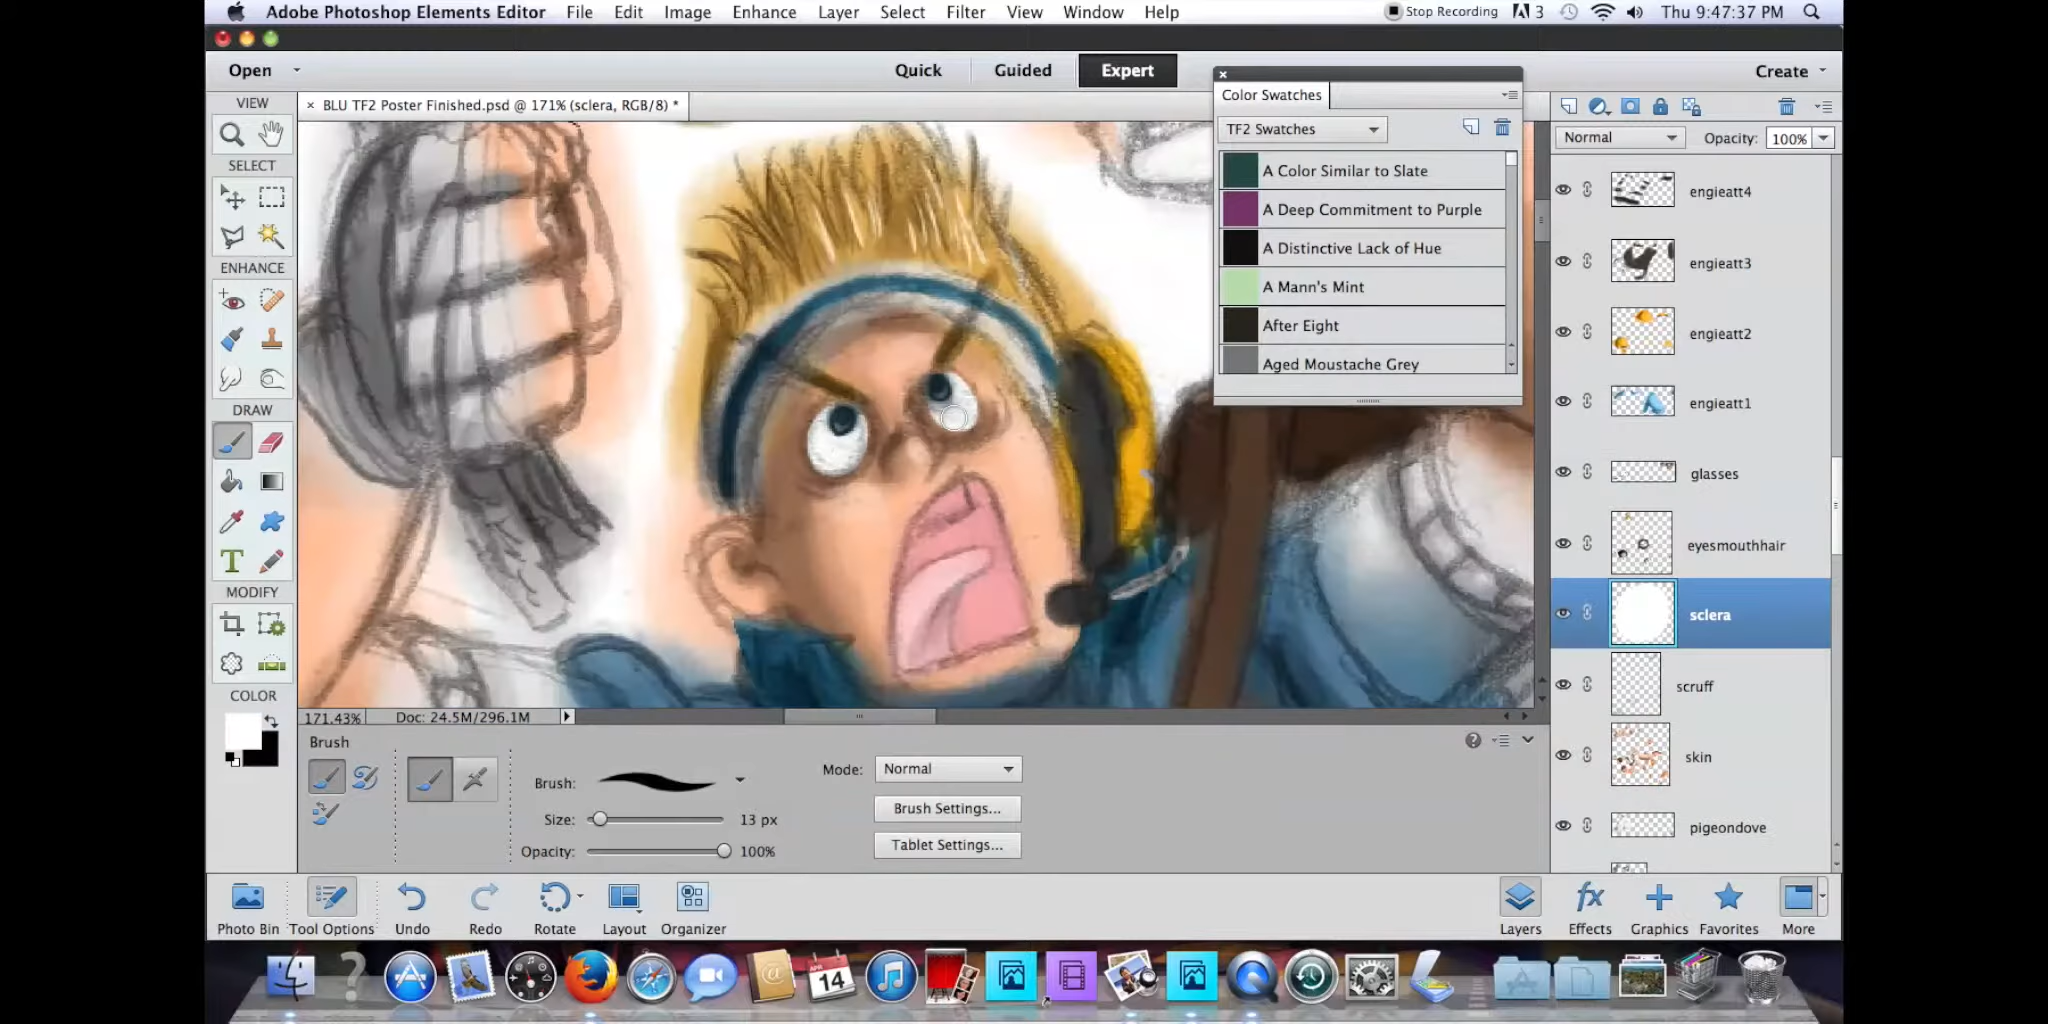 Adobe Photoshop Elements Editor File Edit Image Enhance Layer Select Filter View Window Help Stop Recording 3 Thu 9:47:37 PM
Open Quick Guided Expert Create
VIEW
× BLU TF2 Poster Finished.psd @ 171% (sclera, RGB/8) *
SELECT
ENHANCE
DRAW
T
MODIFY
COLOR
Color Swatches
TF2 Swatches
A Color Similar to Slate
A Deep Commitment to Purple
A Distinctive Lack of Hue
A Mann's Mint
After Eight
Aged Moustache Grey
Normal Opacity: 100%
engieatt4
engieatt3
engieatt2
engieatt1
glasses
eyesmouthhair
sclera
scruff
skin
pigeondove
171.43% Doc: 24.5M/296.1M
Brush
Brush: Mode: Normal
Size: 13 px Brush Settings...
Opacity: 100% Tablet Settings...
Photo Bin Tool Options Undo Redo Rotate Layout Organizer Layers Effects Graphics Favorites More
fx
APR
14